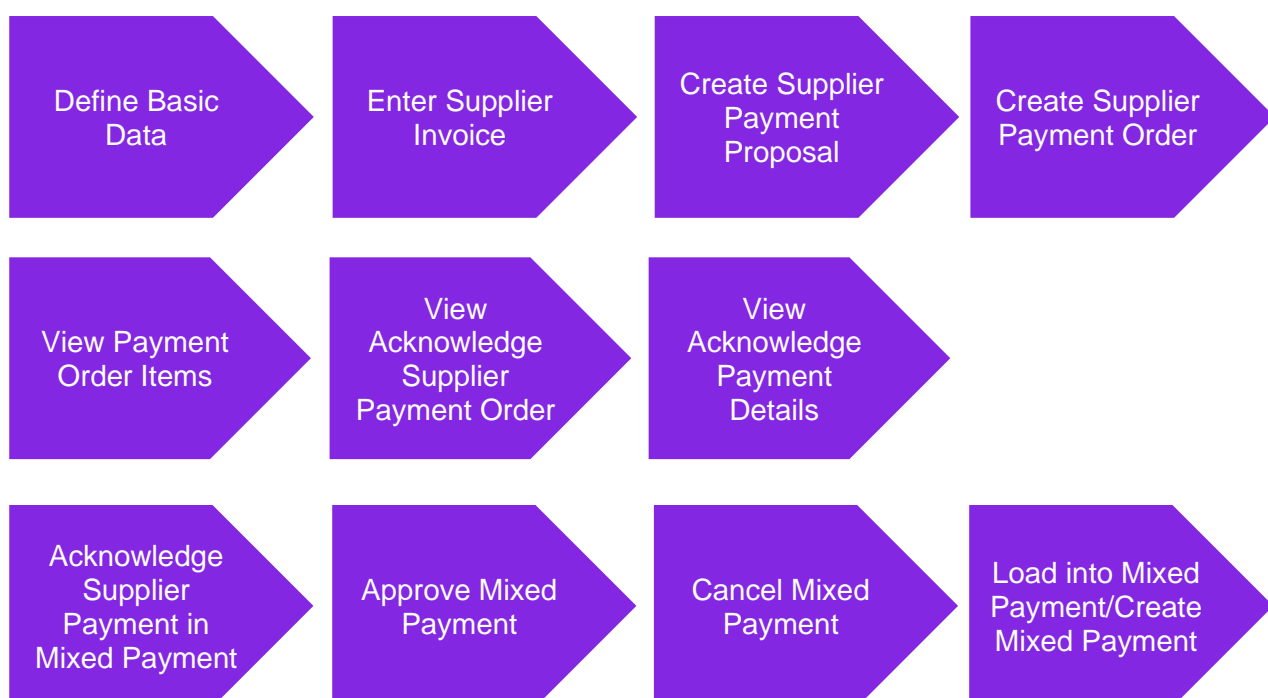 Define Basic
Data
Enter Supplier
Invoice
Create Supplier
Payment
Proposal
Create Supplier
Payment Order
View Payment
Order Items
View
Acknowledge
Supplier
Payment Order
View
Acknowledge
Payment
Details
Acknowledge
Supplier
Payment in
Mixed Payment
Approve Mixed
Payment
Cancel Mixed
Payment
Load into Mixed
Payment/Create
Mixed Payment